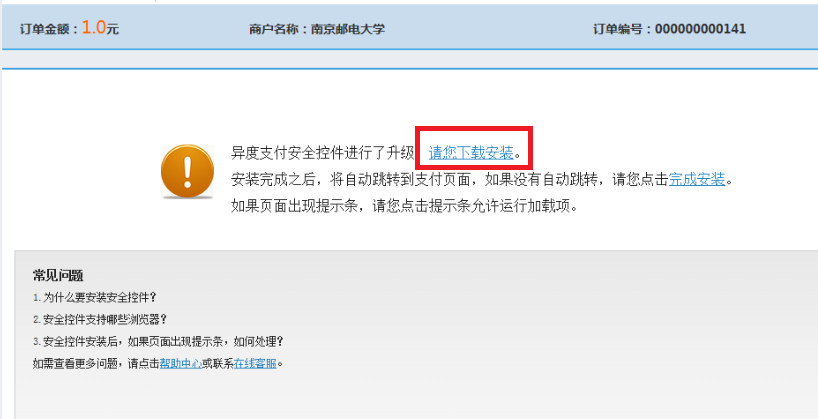 订单金额：1.0元 商户名称：南京邮电大学 订单编号：000000000141
异度支付安全控件进行了升级 请您下载安装。
安装完成之后，将自动跳转到支付页面，如果没有自动跳转，请您点击完成安装。
如果页面出现提示条，请您点击提示条允许运行加载项。
常见问题
1.为什么要安装安全控件？
2.安全控件支持哪些浏览器？
3.安全控件安装后，如果页面出现提示条，如何处理？
如需查看更多问题，请点击帮助中心或联系在线客服。